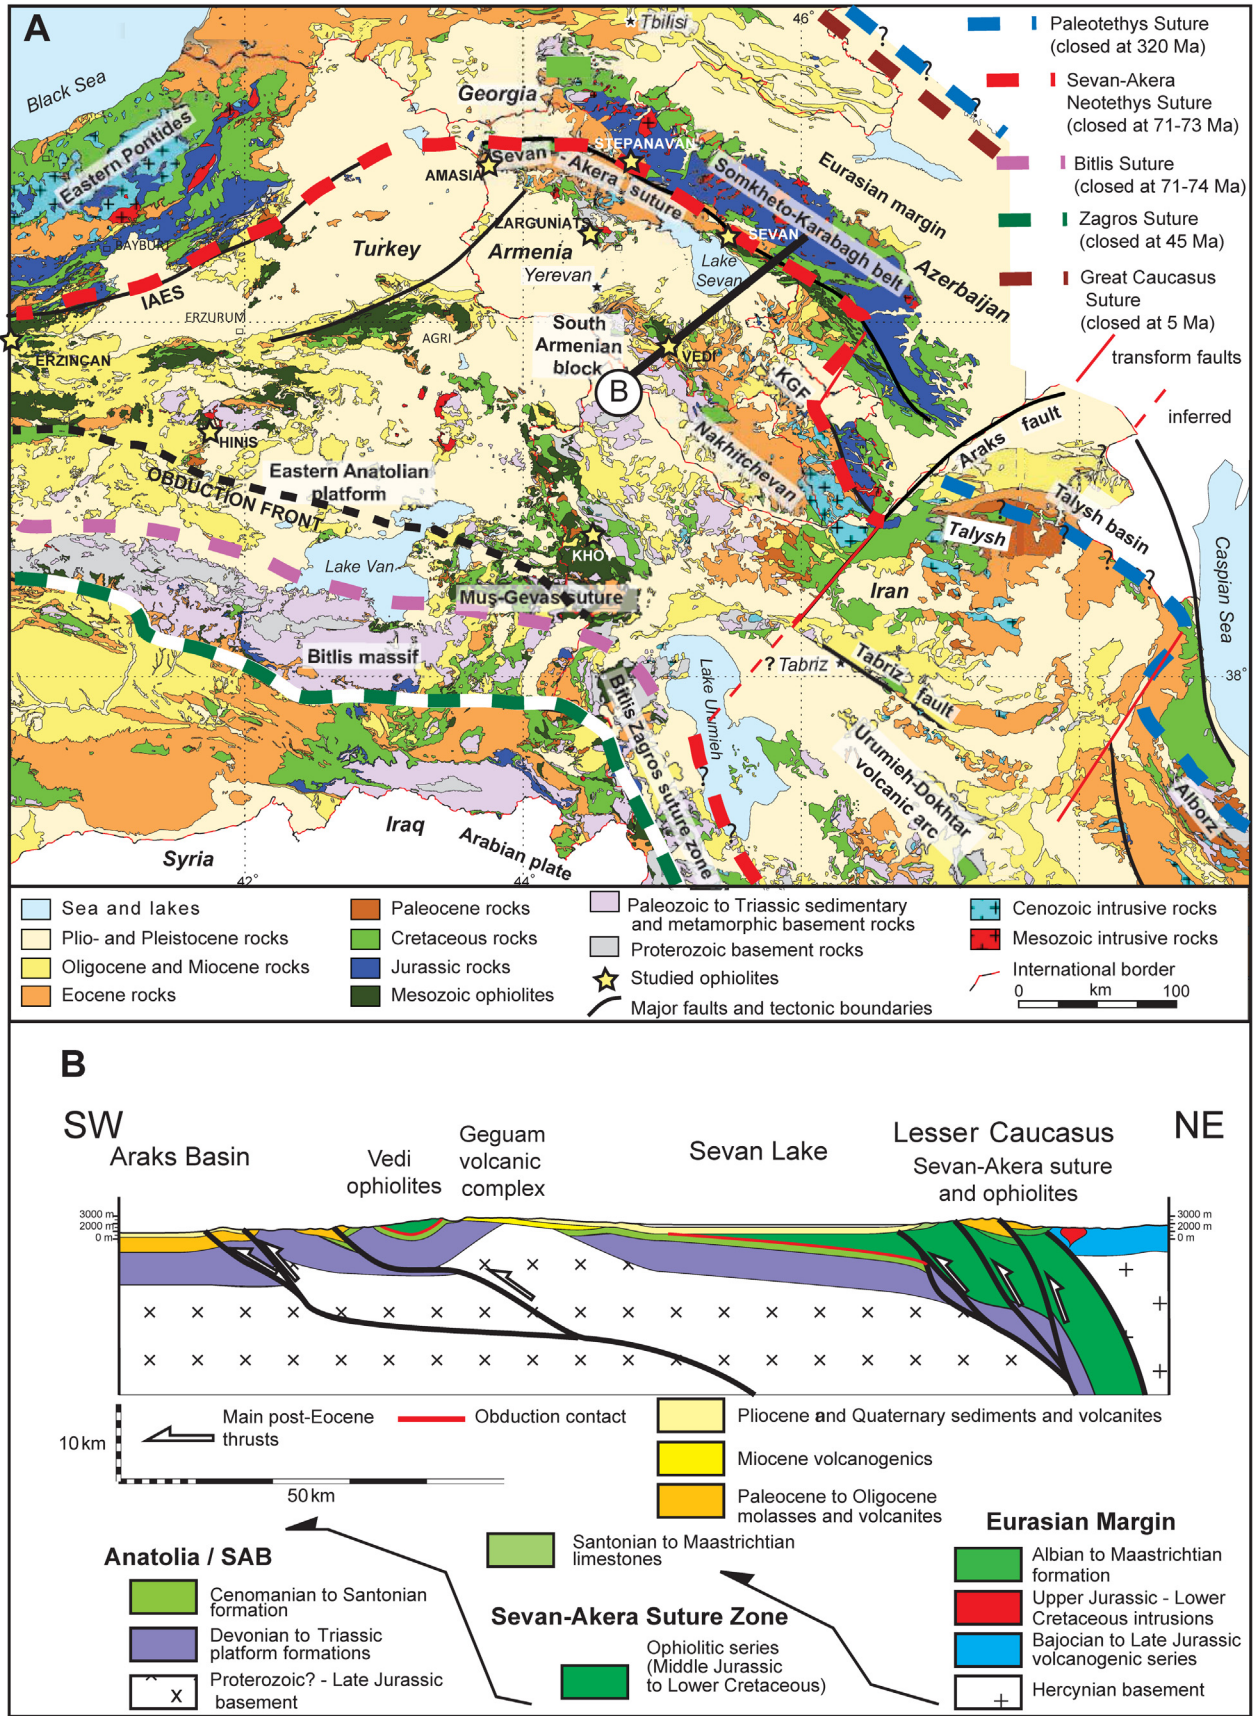 A
Tbilisi
46°
Black Sea
Georgia
Eastern Pontides
STEPANAVAN
Sevan - Akera suture
AMASIA
Somkheto-Karabagh belt
Eurasian margin
Azerbaijan
BAYBURT
ZARGUNIATS
SEVAN
Turkey
Armenia
Lake
Sevan
Yerevan
IAES
ERZURUM
South
Armenian
block
AGRI
VEDI
ERZINCAN
B
KGF
HINIS
Nakhitchevan
Araks fault
Eastern Anatolian
platform
OBDUCTION FRONT
Talysh basin
Talysh
KHOY
Lake Van
Caspian Sea
Muş-Gevaş suture
Iran
Bitlis massif
? Tabriz
Tabriz fault
38°
Lake Urumieh
Bitlis Zagros suture zone
Urumieh-Dokhtar
volcanic arc
Alborz
Iraq
Arabian plate
Syria
42°
44°
Paleotethys Suture
(closed at 320 Ma)
Sevan-Akera
Neotethys Suture
(closed at 71-73 Ma)
Bitlis Suture
(closed at 71-74 Ma)
Zagros Suture
(closed at 45 Ma)
Great Caucasus
Suture
(closed at 5 Ma)
transform faults
inferred
Sea and lakes
Plio- and Pleistocene rocks
Oligocene and Miocene rocks
Eocene rocks
Paleocene rocks
Cretaceous rocks
Jurassic rocks
Mesozoic ophiolites
Paleozoic to Triassic sedimentary
and metamorphic basement rocks
Proterozoic basement rocks
Studied ophiolites
Major faults and tectonic boundaries
Cenozoic intrusive rocks
Mesozoic intrusive rocks
International border
0 km 100
B
SW
NE
Araks Basin
Vedi
ophiolites
Geguam
volcanic
complex
Sevan Lake
Lesser Caucasus
Sevan-Akera suture
and ophiolites
3000 m
2000 m
0 m
3000 m
2000 m
0 m
10 km
50 km
Main post-Eocene
thrusts
Obduction contact
Pliocene and Quaternary sediments and volcanites
Miocene volcanogenics
Paleocene to Oligocene
molasses and volcanites
Santonian to Maastrichtian
limestones
Anatolia / SAB
Cenomanian to Santonian
formation
Devonian to Triassic
platform formations
Proterozoic? - Late Jurassic
basement
Sevan-Akera Suture Zone
Ophiolitic series
(Middle Jurassic
to Lower Cretaceous)
Eurasian Margin
Albian to Maastrichtian
formation
Upper Jurassic - Lower
Cretaceous intrusions
Bajocian to Late Jurassic
volcanogenic series
Hercynian basement